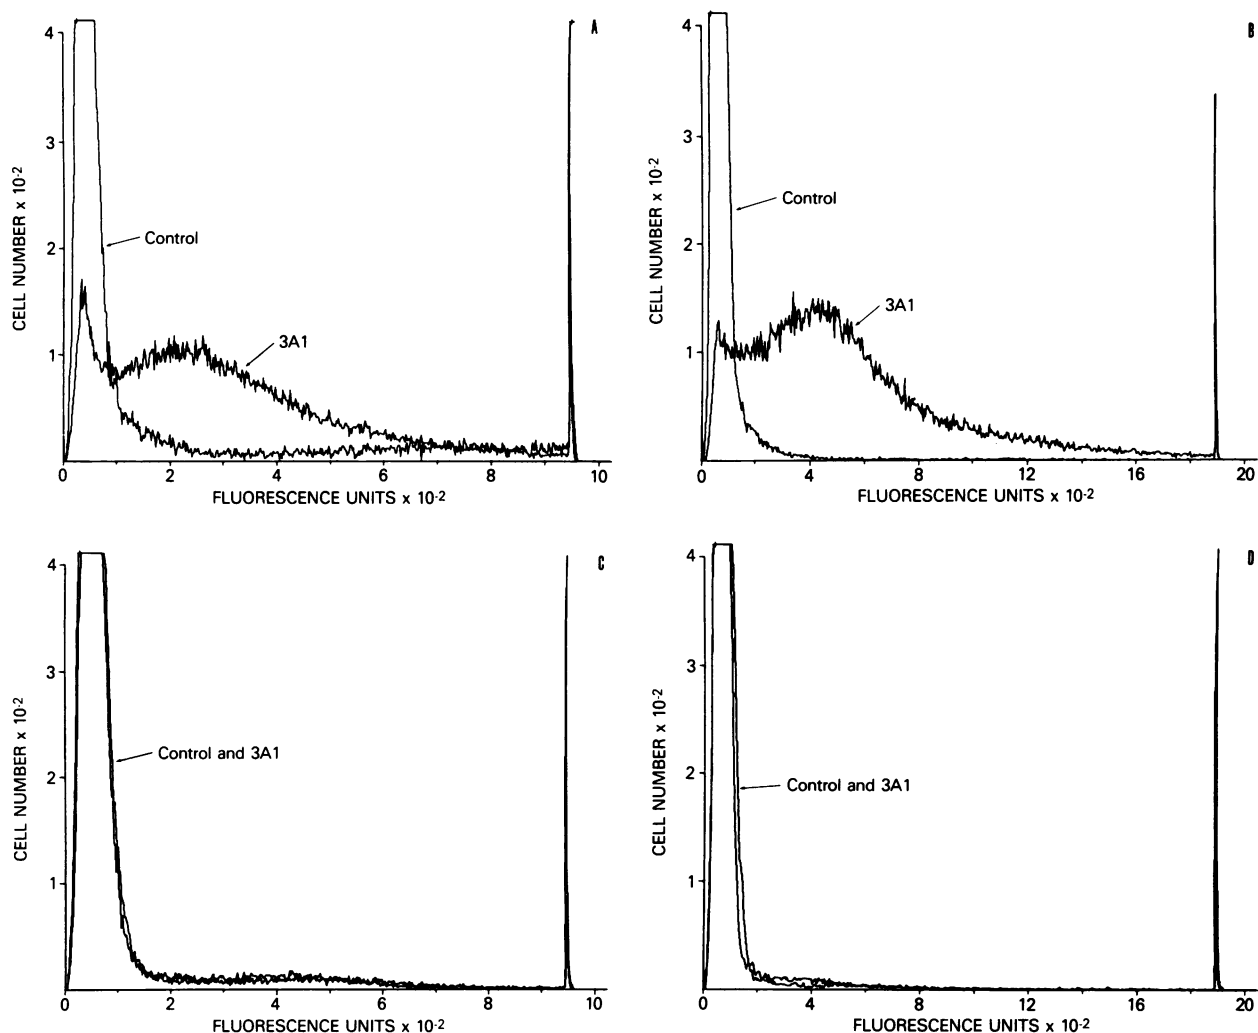 A
4
3
2
1
CELL NUMBER x 10-2
Control
3A1
0
2
4
6
8
10
FLUORESCENCE UNITS x 10-2
B
4
3
2
1
CELL NUMBER x 10-2
Control
3A1
0
4
8
12
16
20
FLUORESCENCE UNITS x 10-2
C
4
3
2
1
CELL NUMBER x 10-2
Control and 3A1
0
2
4
6
8
10
FLUORESCENCE UNITS x 10-2
D
4
3
2
1
CELL NUMBER x 10-2
Control and 3A1
0
4
8
12
16
20
FLUORESCENCE UNITS x 10-2